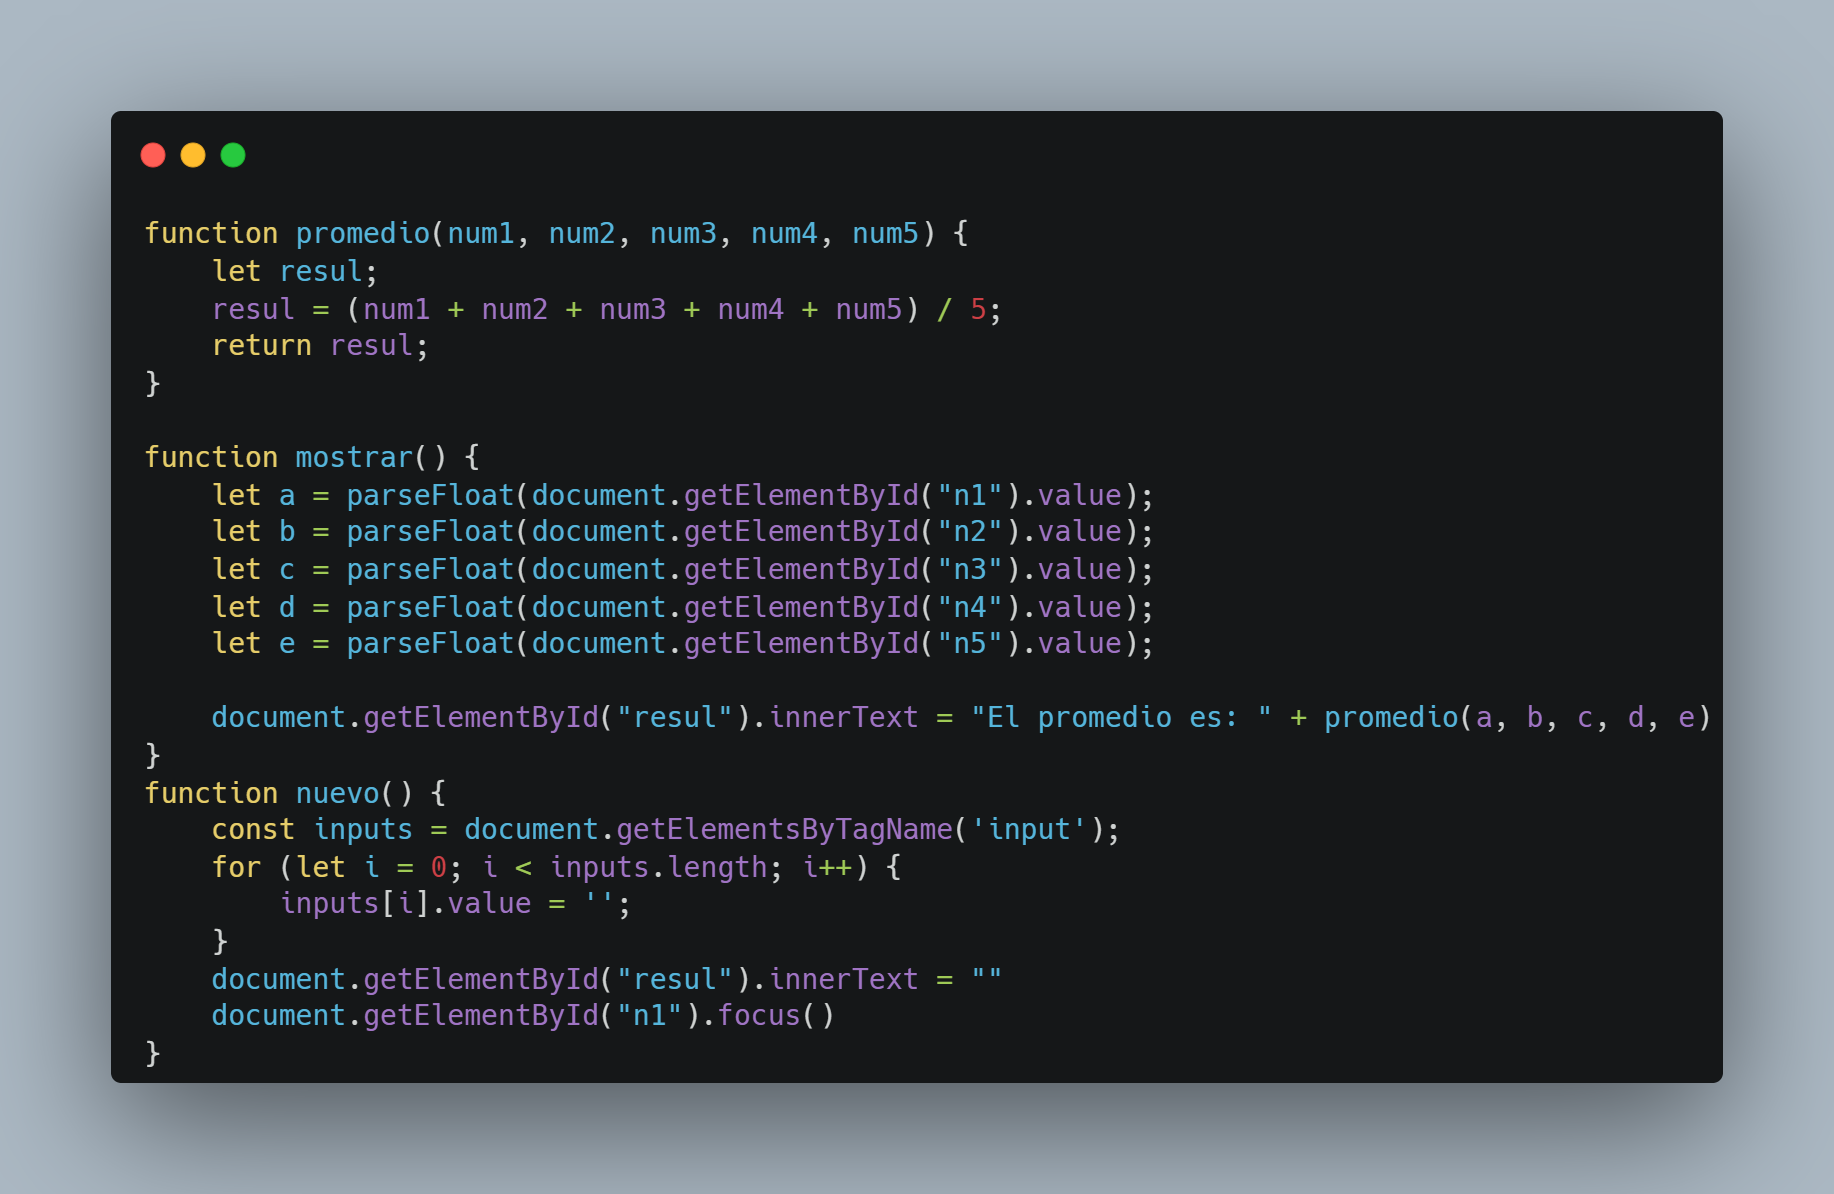 function promedio(num1, num2, num3, num4, num5) {
    let resul;
    resul = (num1 + num2 + num3 + num4 + num5) / 5;
    return resul;
}

function mostrar() {
    let a = parseFloat(document.getElementById("n1").value);
    let b = parseFloat(document.getElementById("n2").value);
    let c = parseFloat(document.getElementById("n3").value);
    let d = parseFloat(document.getElementById("n4").value);
    let e = parseFloat(document.getElementById("n5").value);

    document.getElementById("resul").innerText = "El promedio es: " + promedio(a, b, c, d, e)
}
function nuevo() {
    const inputs = document.getElementsByTagName('input');
    for (let i = 0; i < inputs.length; i++) {
        inputs[i].value = '';
    }
    document.getElementById("resul").innerText = ""
    document.getElementById("n1").focus()
}